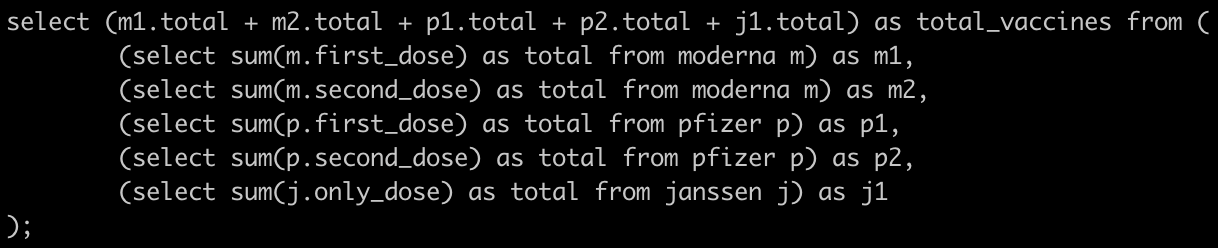 select (m1.total + m2.total + p1.total + p2.total + j1.total) as total_vaccines from (
        (select sum(m.first_dose) as total from moderna m) as m1,
        (select sum(m.second_dose) as total from moderna m) as m2,
        (select sum(p.first_dose) as total from pfizer p) as p1,
        (select sum(p.second_dose) as total from pfizer p) as p2,
        (select sum(j.only_dose) as total from janssen j) as j1
);